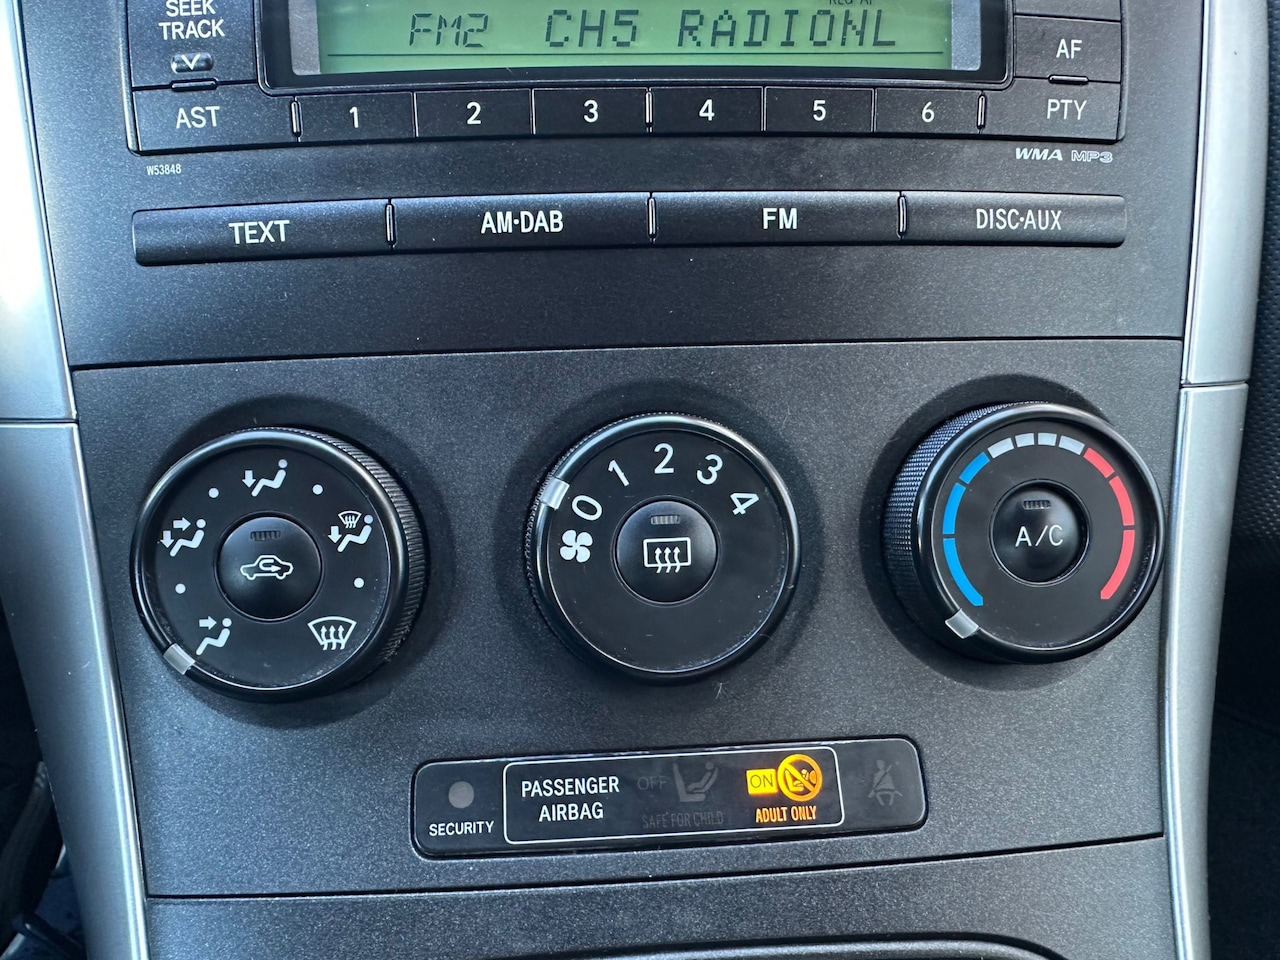 SEEK
TRACK
FM2 CH5 RADIONL
AF
AST
1
2
3
4
5
6
PTY
W53848
WMA MP3
TEXT
AM·DAB
FM
DISC·AUX
0
1
2
3
4
A/C
PASSENGER
AIRBAG
OFF
SAFE FOR CHILD
ON
ADULT ONLY
SECURITY